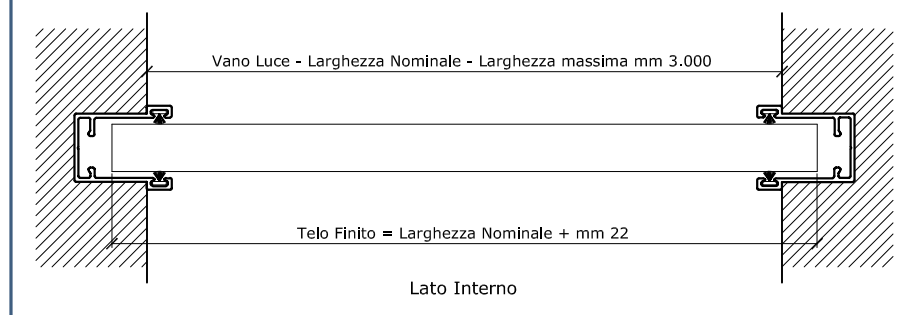 Vano Luce - Larghezza Nominale - Larghezza massima mm 3.000
Telo Finito = Larghezza Nominale + mm 22
Lato Interno